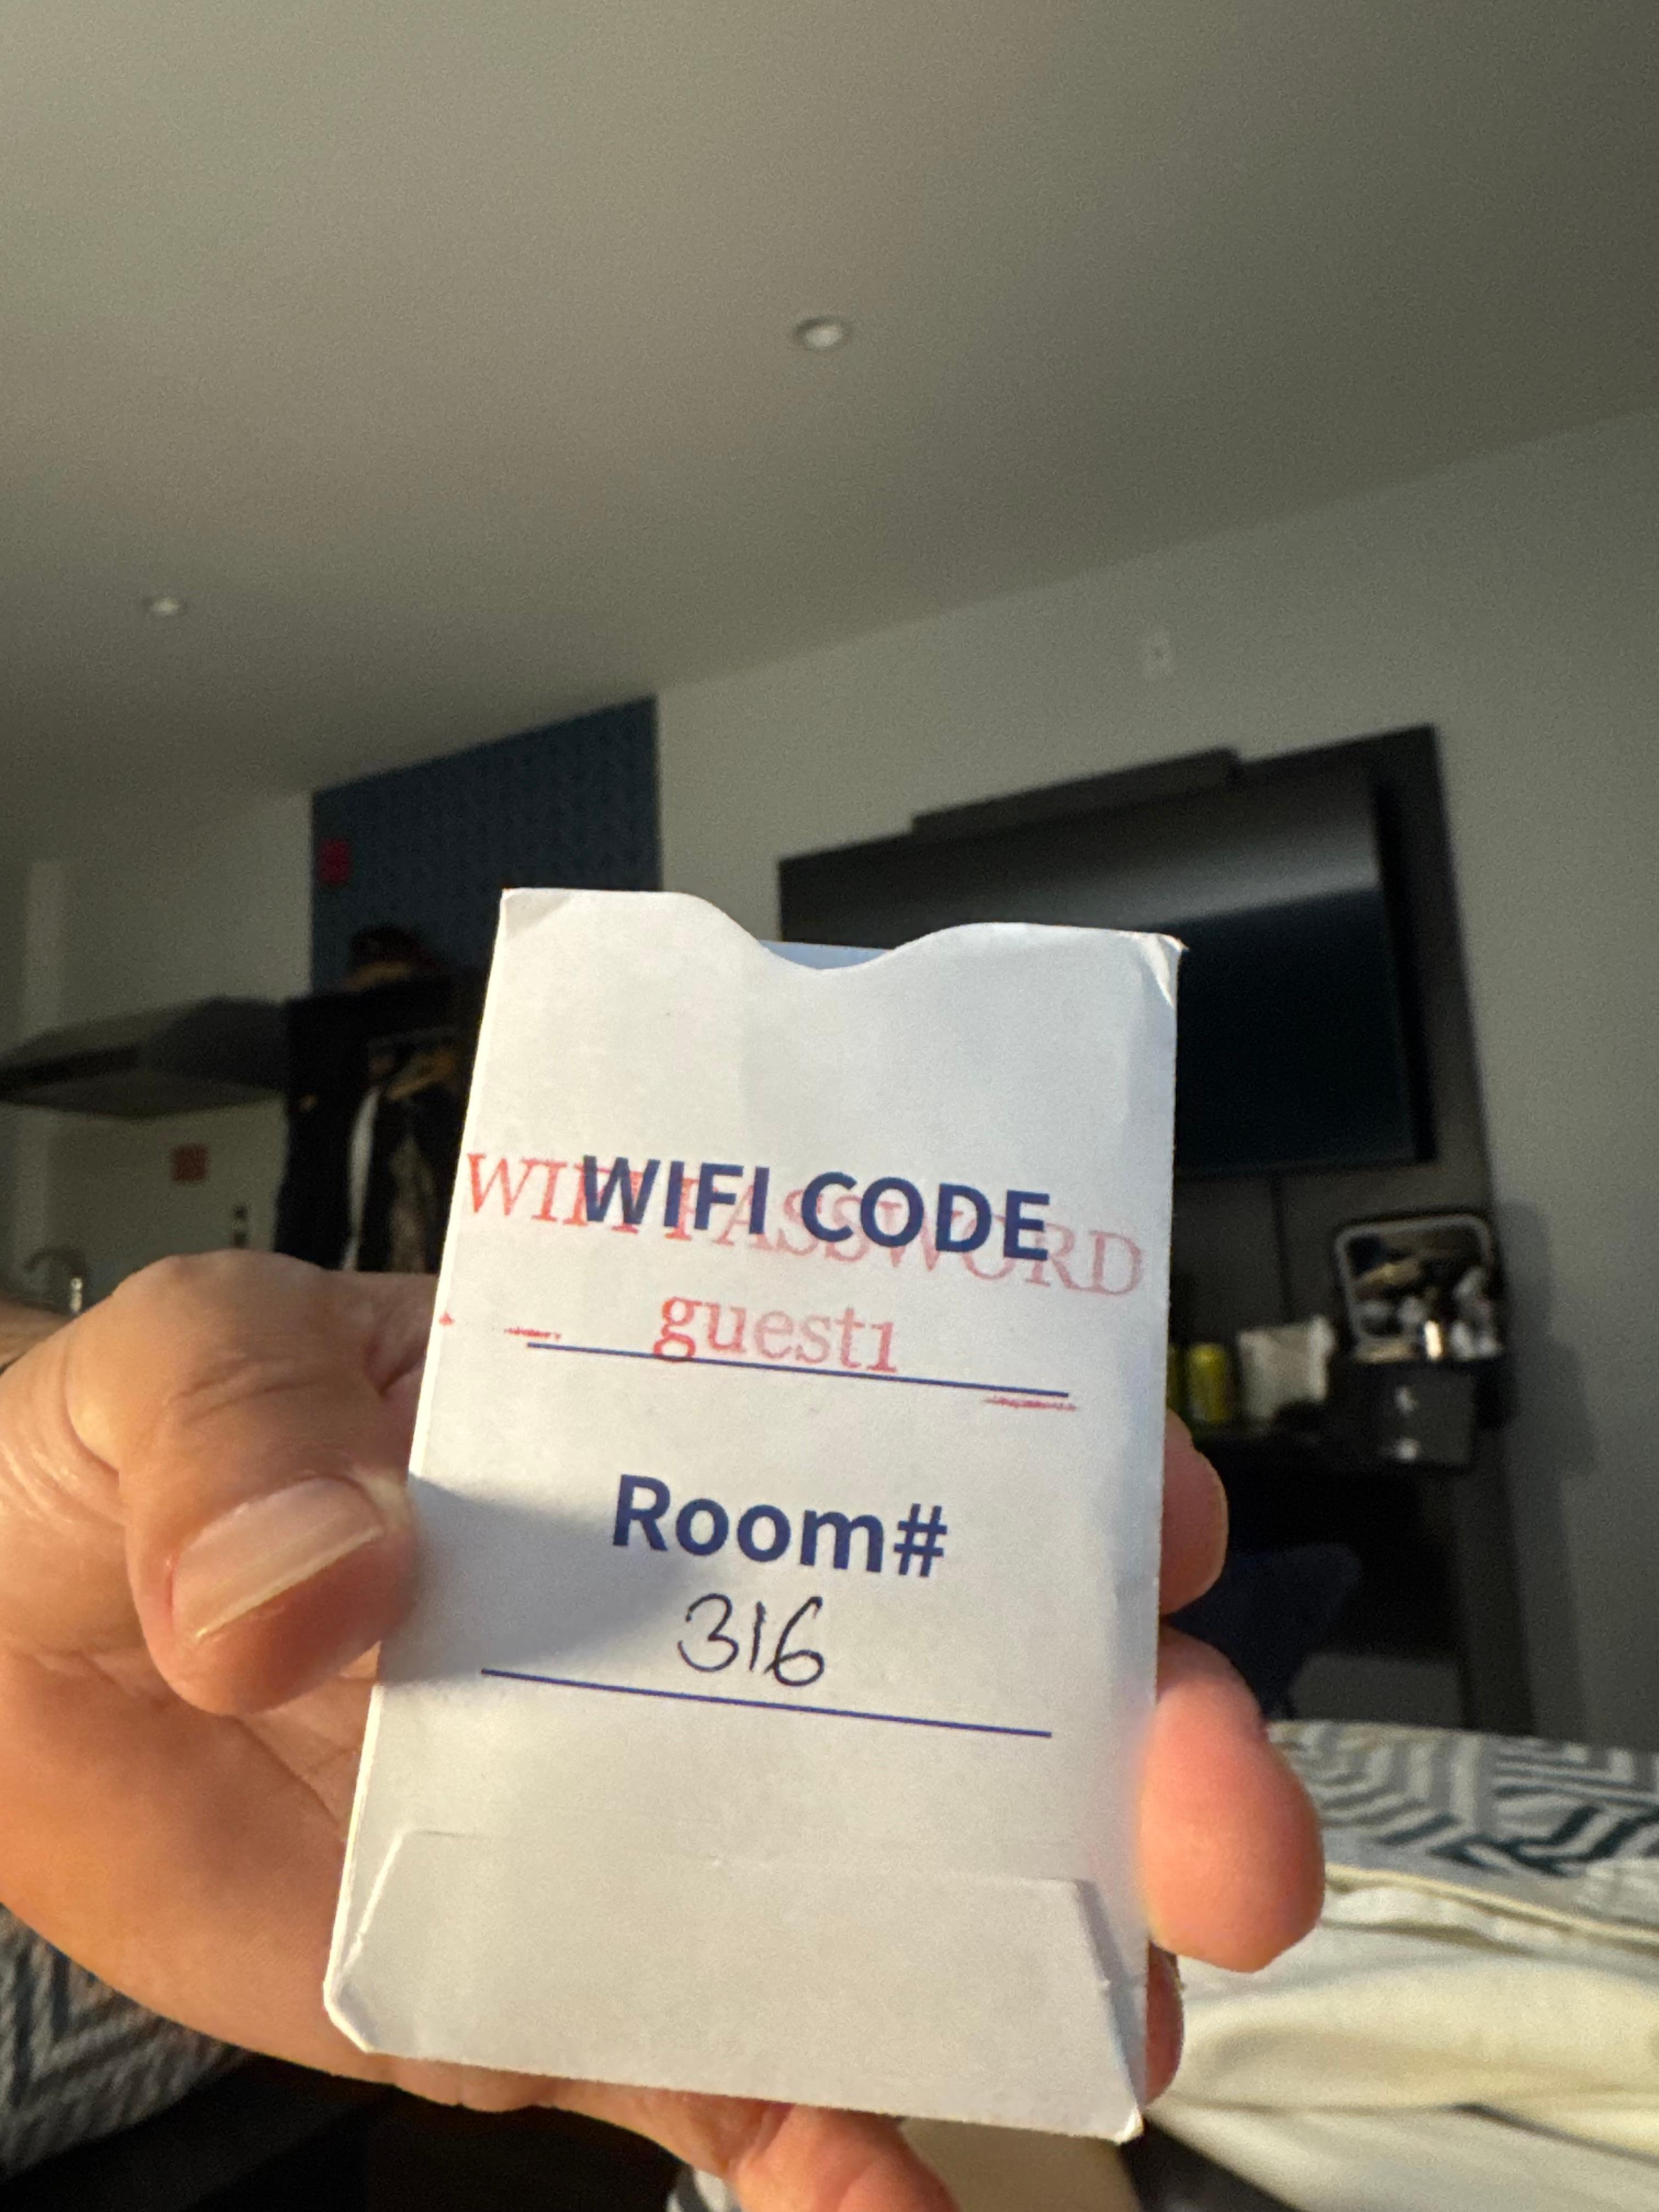 WIFI CODE
WIFI PASSWORD
guest1
Room#
316